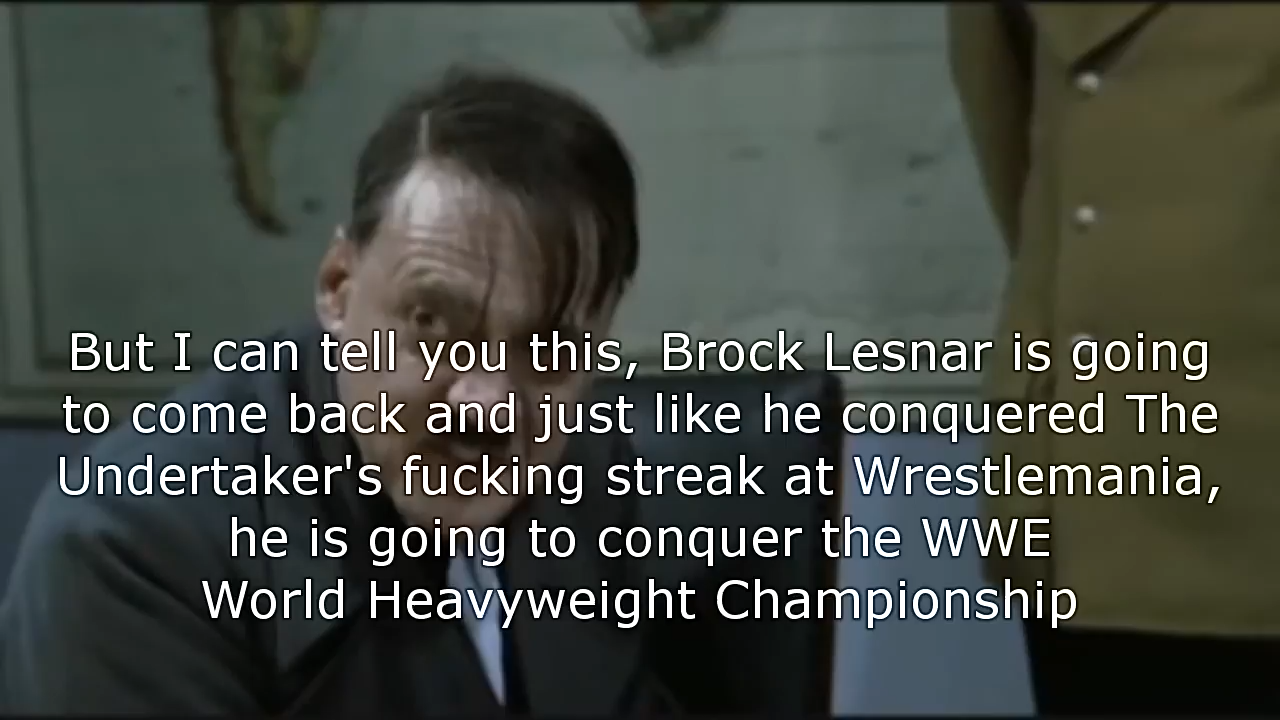 But I can tell you this, Brock Lesnar is going
to come back and just like he conquered The
Undertaker's fucking streak at Wrestlemania,
he is going to conquer the WWE
World Heavyweight Championship